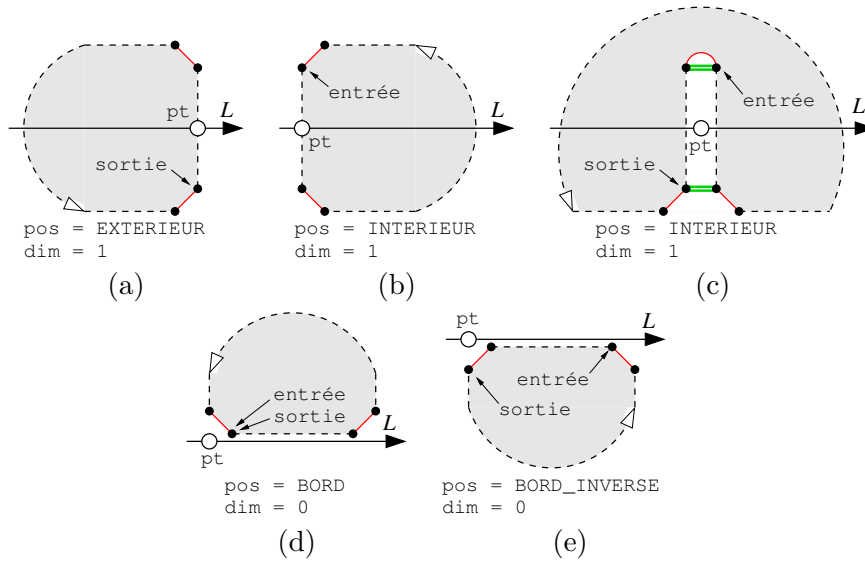 pt
L
sortie
pos = EXTERIEUR
dim = 1
(a)
entrée
L
pt
pos = INTERIEUR
dim = 1
(b)
entrée
L
pt
sortie
pos = INTERIEUR
dim = 1
(c)
entrée
sortie
L
pt
pos = BORD
dim = 0
(d)
pt
L
entrée
sortie
pos = BORD_INVERSE
dim = 0
(e)